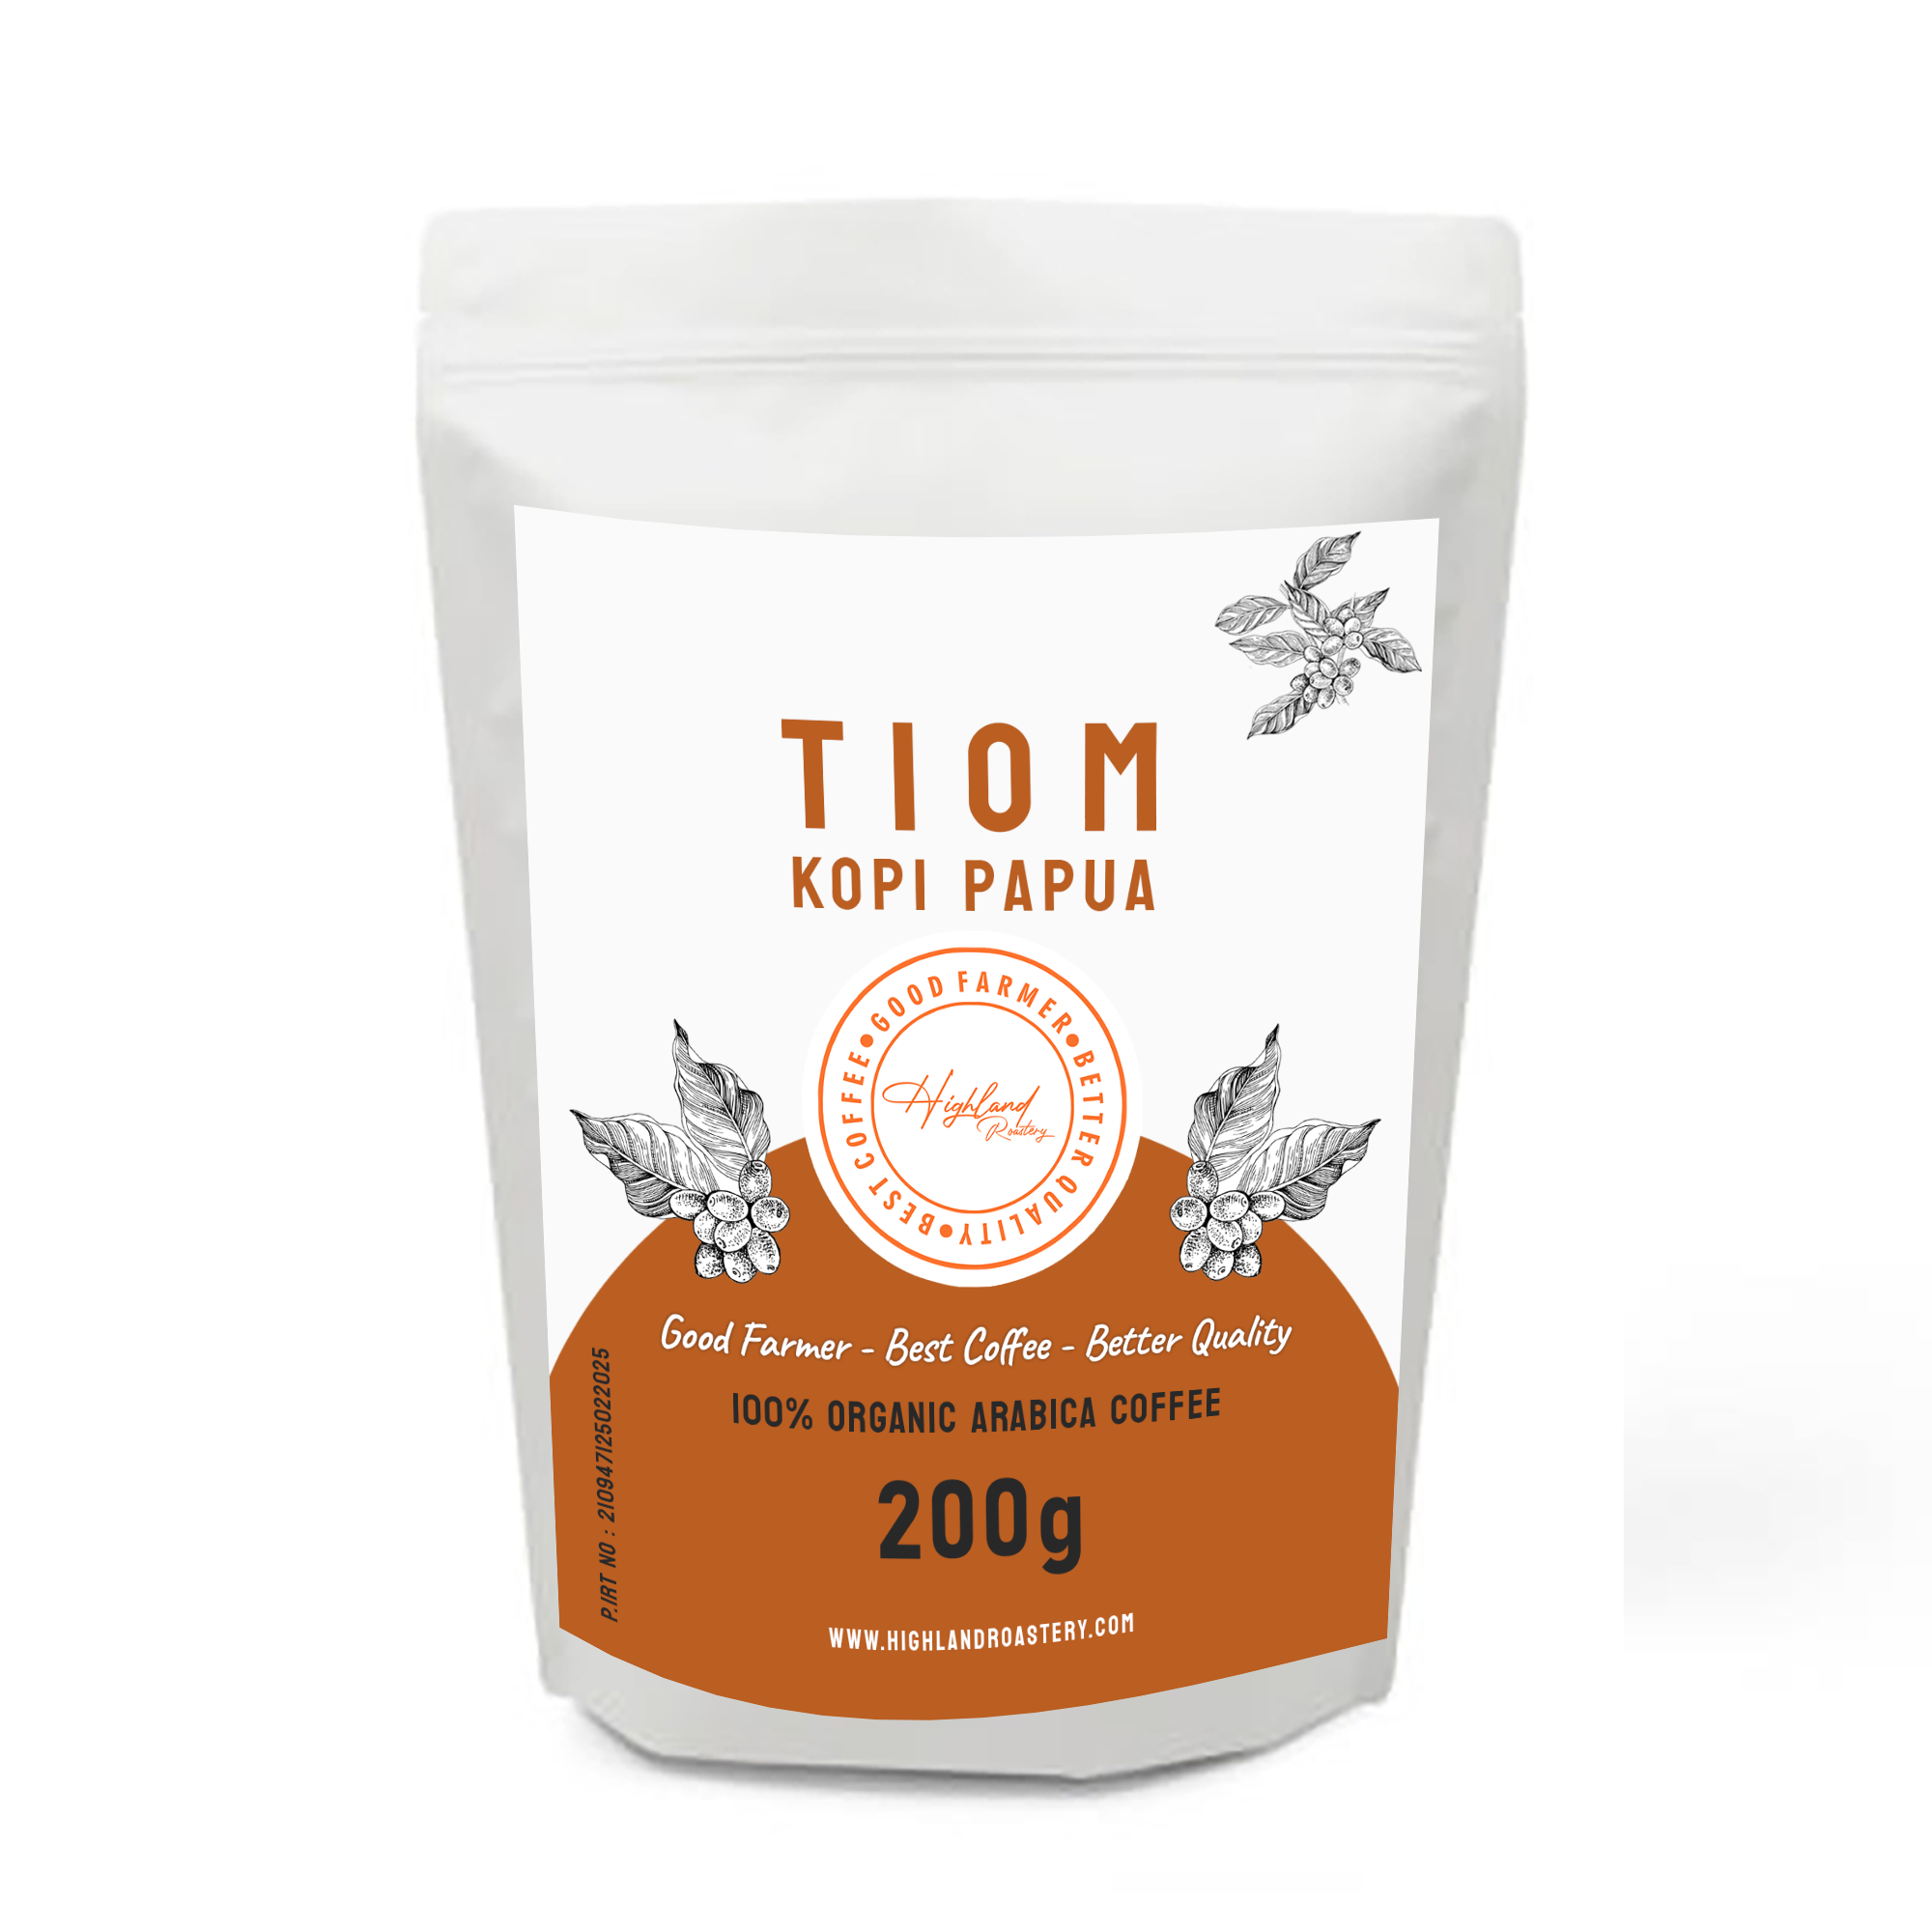 TIOM
KOPI PAPUA
GOOD FARMER • BETTER QUALITY • BEST COFFEE •
Highland
Roastery
Good Farmer - Best Coffee - Better Quality
100% ORGANIC ARABICA COFFEE
200g
P.IRT NO : 210947125022025
WWW.HIGHLANDROASTERY.COM